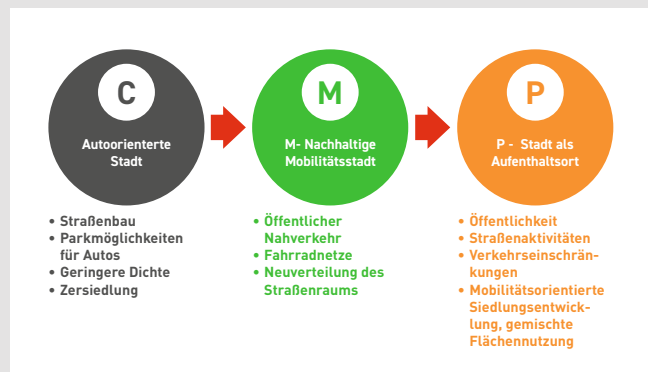 C
Autoorienterte
Stadt
• Straßenbau
• Parkmöglichkeiten
für Autos
• Geringere Dichte
• Zersiedlung
M
M- Nachhaltige
Mobilitätsstadt
• Öffentlicher
Nahverkehr
• Fahrradnetze
• Neuverteilung des
Straßenraums
P
P - Stadt als
Aufenthaltsort
• Öffentlichkeit
• Straßenaktivitäten
• Verkehrseinschrän-
kungen
• Mobilitätsorientierte
Siedlungsentwick-
lung, gemischte
Flächennutzung